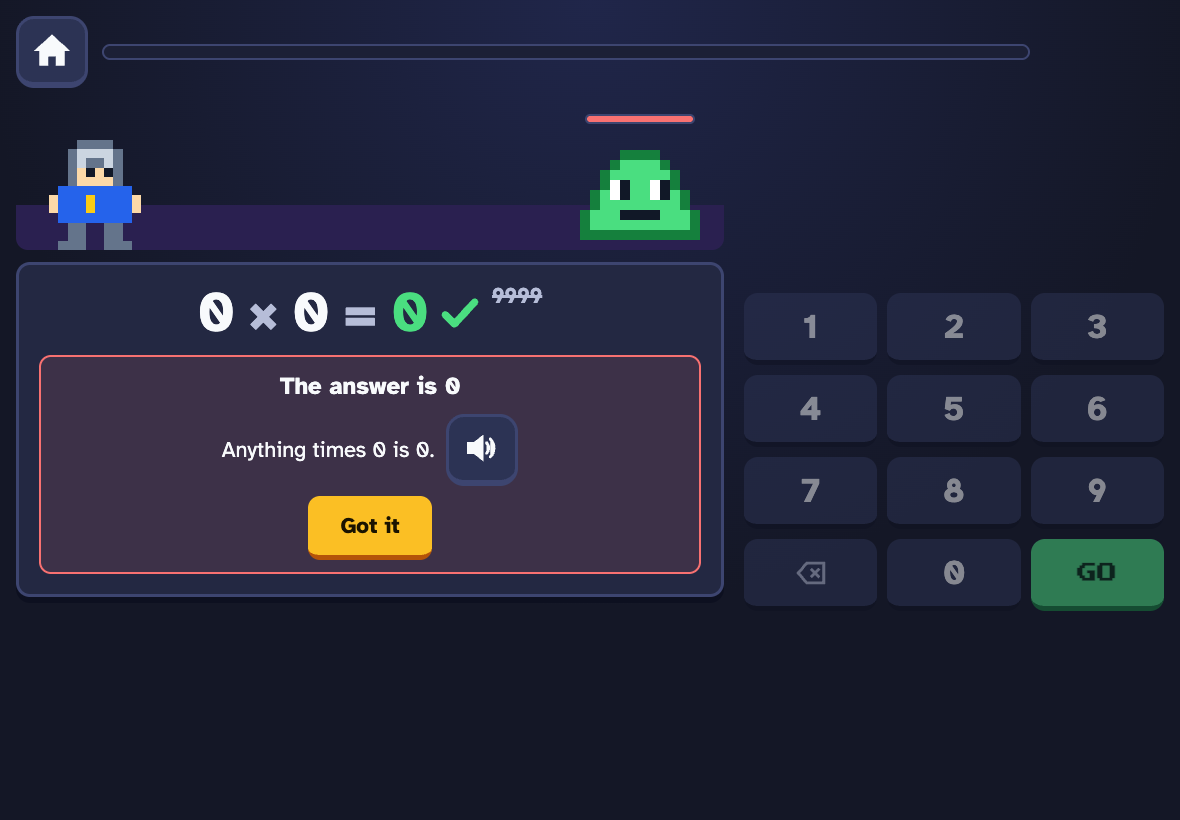 0 × 0 = 0 ✓ 9999
The answer is 0
Anything times 0 is 0.
Got it
1 2 3
4 5 6
7 8 9
0 GO